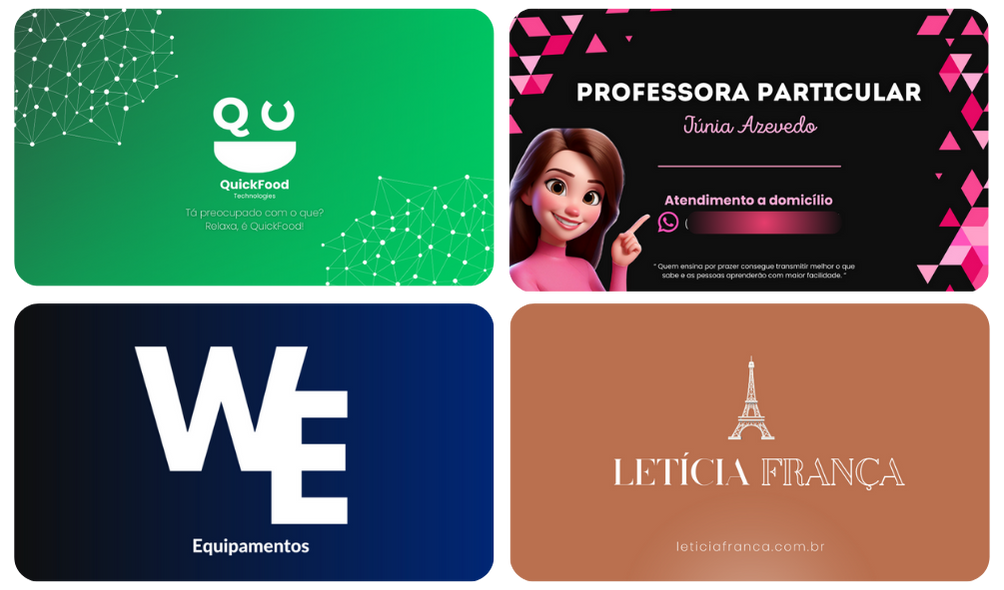 QU
QuickFood
Technologies
Tá preocupado com o que?
Relaxa, é QuickFood!
PROFESSORA PARTICULAR
Júnia Azevedo
Atendimento a domicílio
(
" Quem ensina por prazer consegue transmitir melhor o que
sabe e as pessoas aprenderão com maior facilidade. "
WE
Equipamentos
LETÍCIA FRANÇA
leticiafranca.com.br